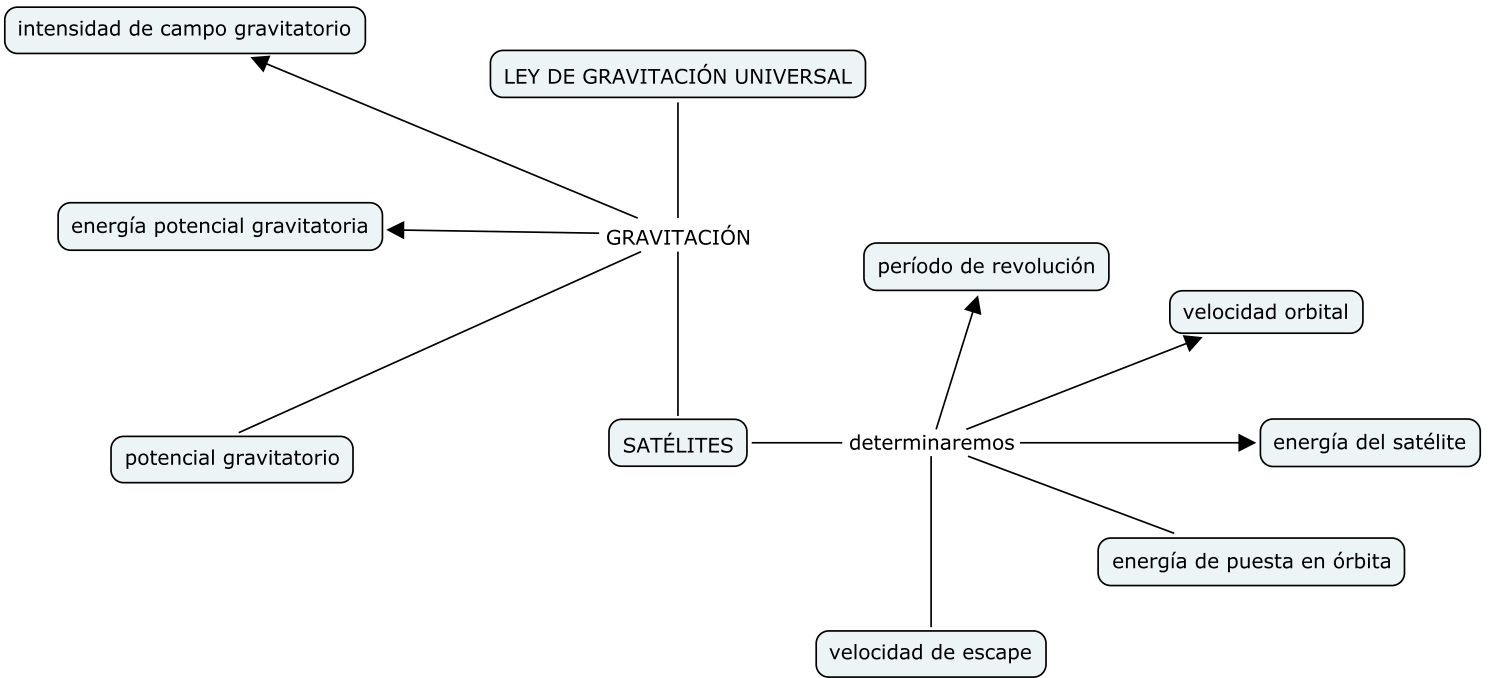 intensidad de campo gravitatorio
LEY DE GRAVITACIÓN UNIVERSAL
energía potencial gravitatoria
GRAVITACIÓN
período de revolución
velocidad orbital
potencial gravitatorio
SATÉLITES
determinaremos
energía del satélite
energía de puesta en órbita
velocidad de escape